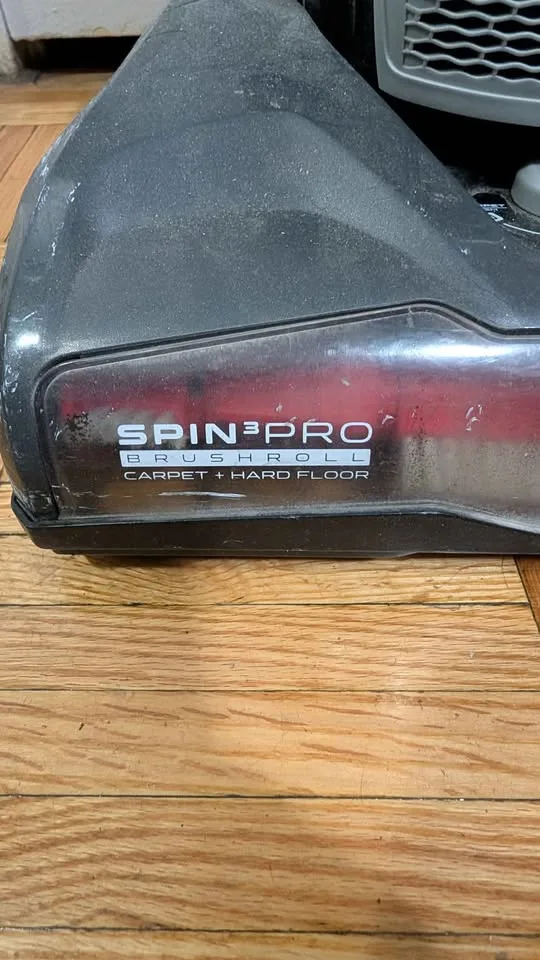 SPIN³PRO
BRUSHROLL
CARPET + HARD FLOOR